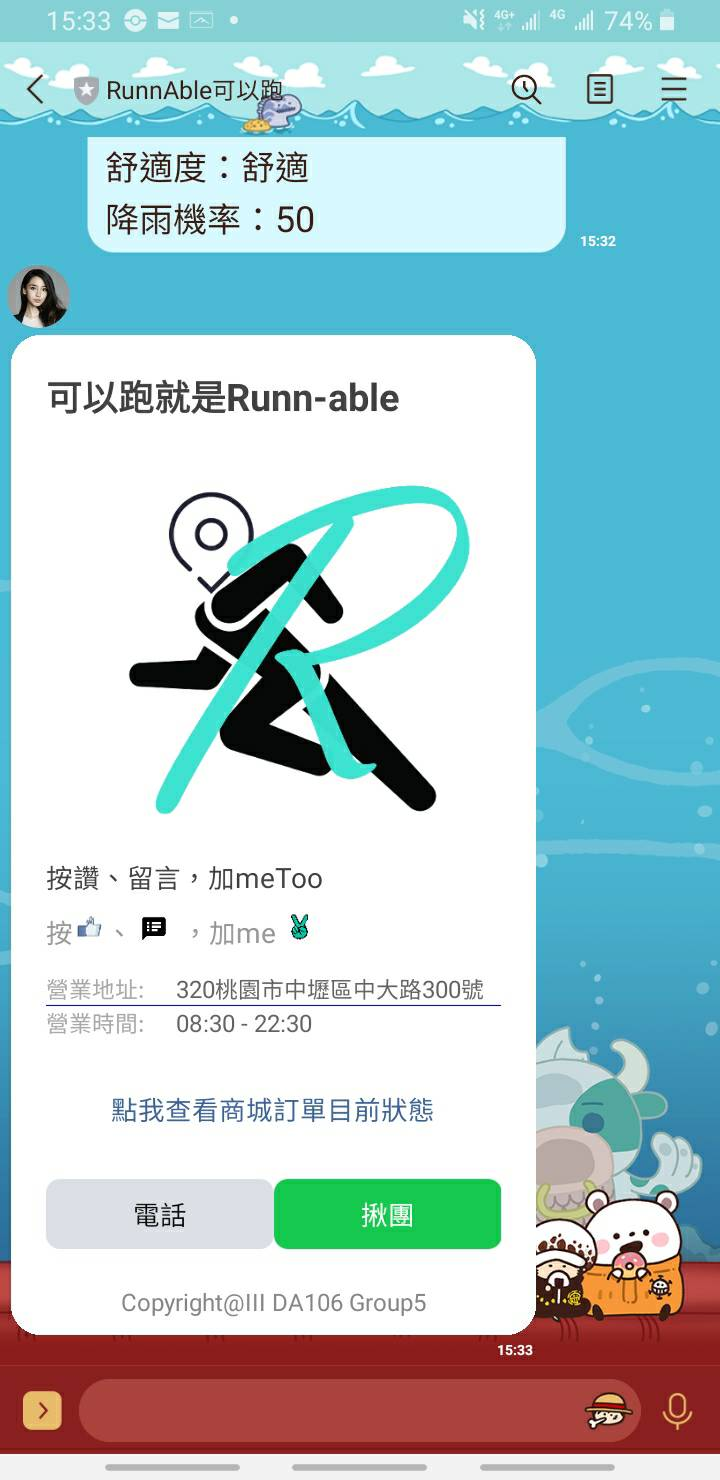 15:33
4G+
4G
74%
RunnAble可以跑
舒適度：舒適
降雨機率：50
15:32
可以跑就是Runn-able
R
按讚、留言，加meToo
按、，加me
營業地址: 320桃園市中壢區中大路300號
營業時間: 08:30 - 22:30
點我查看商城訂單目前狀態
電話
揪團
Copyright@III DA106 Group5
15:33